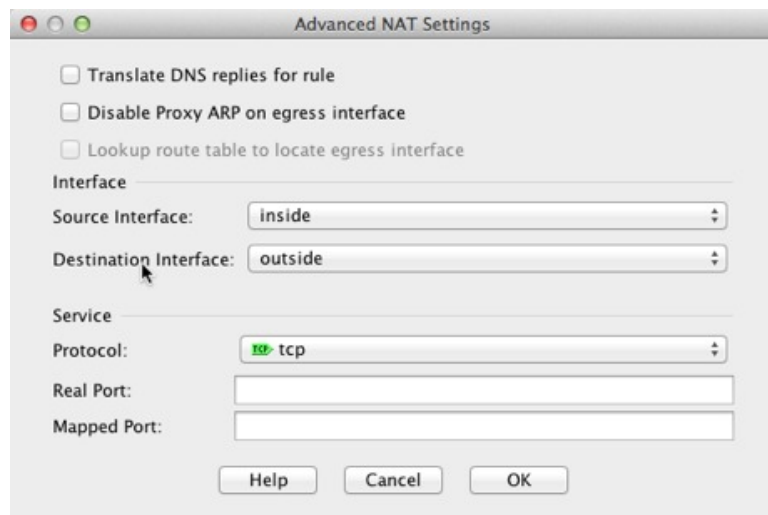 Advanced NAT Settings
Translate DNS replies for rule
Disable Proxy ARP on egress interface
Lookup route table to locate egress interface
Interface
Source Interface: inside
Destination Interface: outside
Service
Protocol: TCP tcp
Real Port:
Mapped Port:
Help Cancel OK